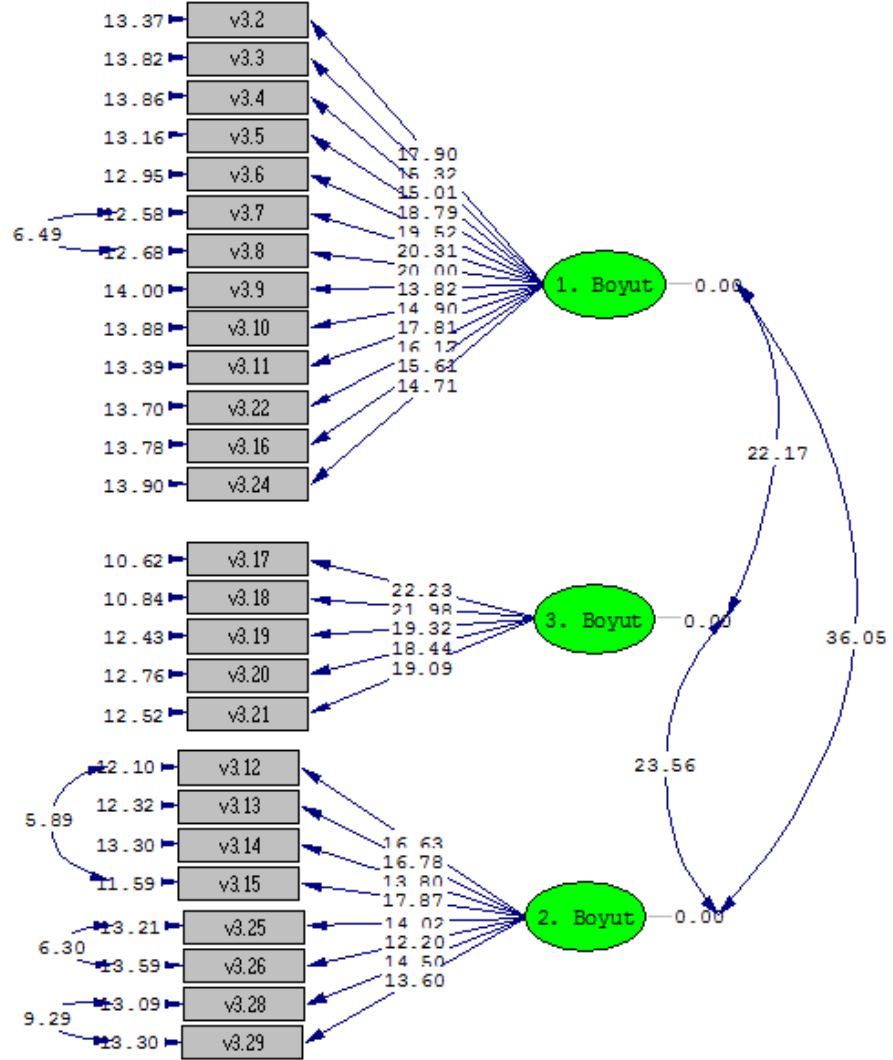 13.37 v3.2
13.82 v3.3
13.86 v3.4
13.16 v3.5
12.95 v3.6
12.58 v3.7
12.68 v3.8
14.00 v3.9
13.88 v3.10
13.39 v3.11
13.70 v3.22
13.78 v3.16
13.90 v3.24
6.49
17.90
15.32
15.01
18.79
19.52
20.31
20.00
13.82
14.90
17.81
16.17
15.61
14.71
1. Boyut 0.00
22.17
36.05
10.62 v3.17
10.84 v3.18
12.43 v3.19
12.76 v3.20
12.52 v3.21
22.23
21.98
19.32
18.44
19.09
3. Boyut 0.00
23.56
12.10 v3.12
12.32 v3.13
13.30 v3.14
11.59 v3.15
13.21 v3.25
13.59 v3.26
13.09 v3.28
13.30 v3.29
5.89
6.30
9.29
16.63
16.78
13.80
17.87
14.02
12.20
14.50
13.60
2. Boyut 0.00